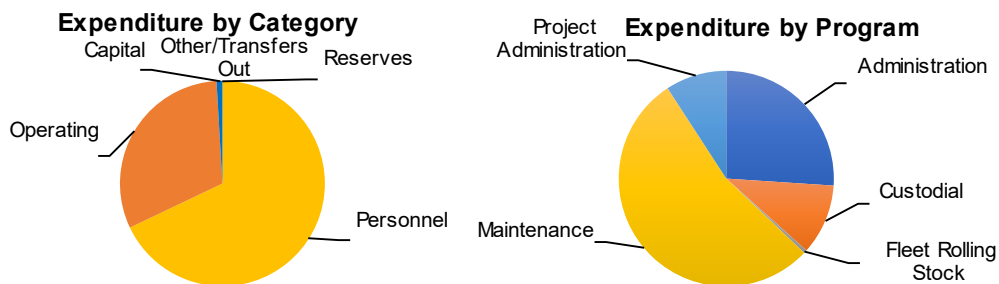 Expenditure by Category
Capital
Other/Transfers
Out
Reserves
Operating
Personnel
Expenditure by Program
Project
Administration
Administration
Custodial
Maintenance
Fleet Rolling
Stock